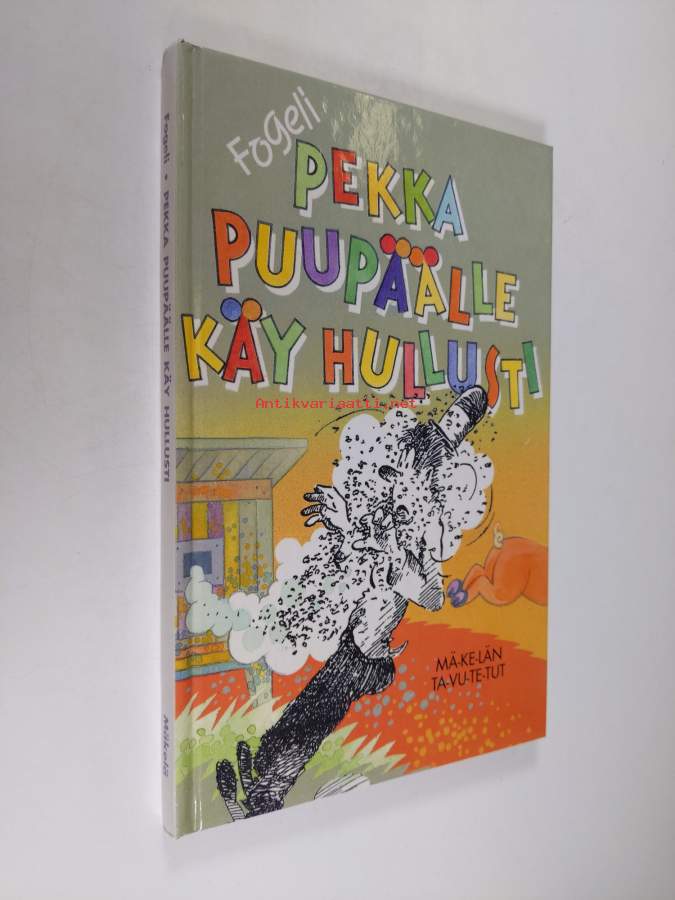 Fogeli
PEKKA
PUUPÄÄLLE
KÄY HULLUSTI
Antikvariaatti.net
MÄ-KE-LÄN
TA-VU-TE-TUT
Fogeli • PEKKA PUUPÄÄLLE KÄY HULLUSTI Mäkelä